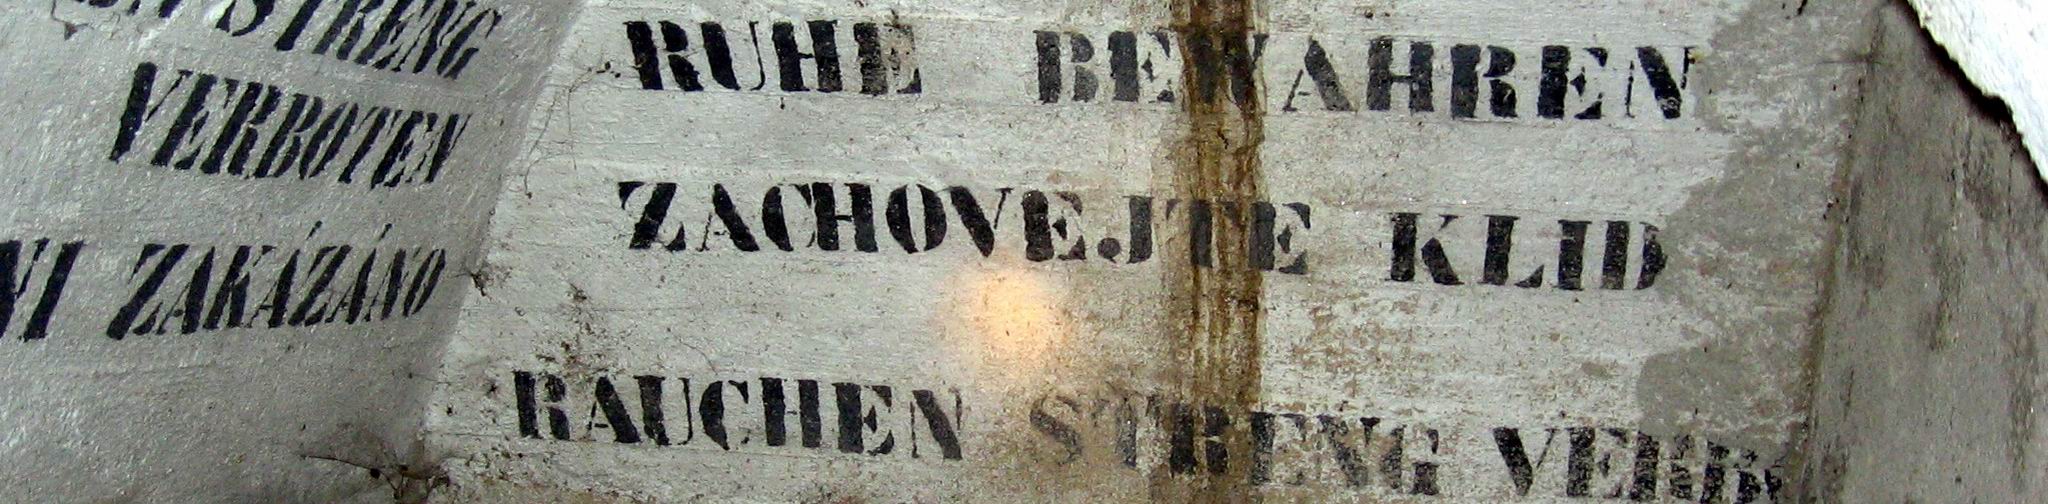 STRENG
VERBOTEN
ZAKÁZÁNO
RUHE BEWAHREN
ZACHOVEJTE KLID
RAUCHEN STRENG